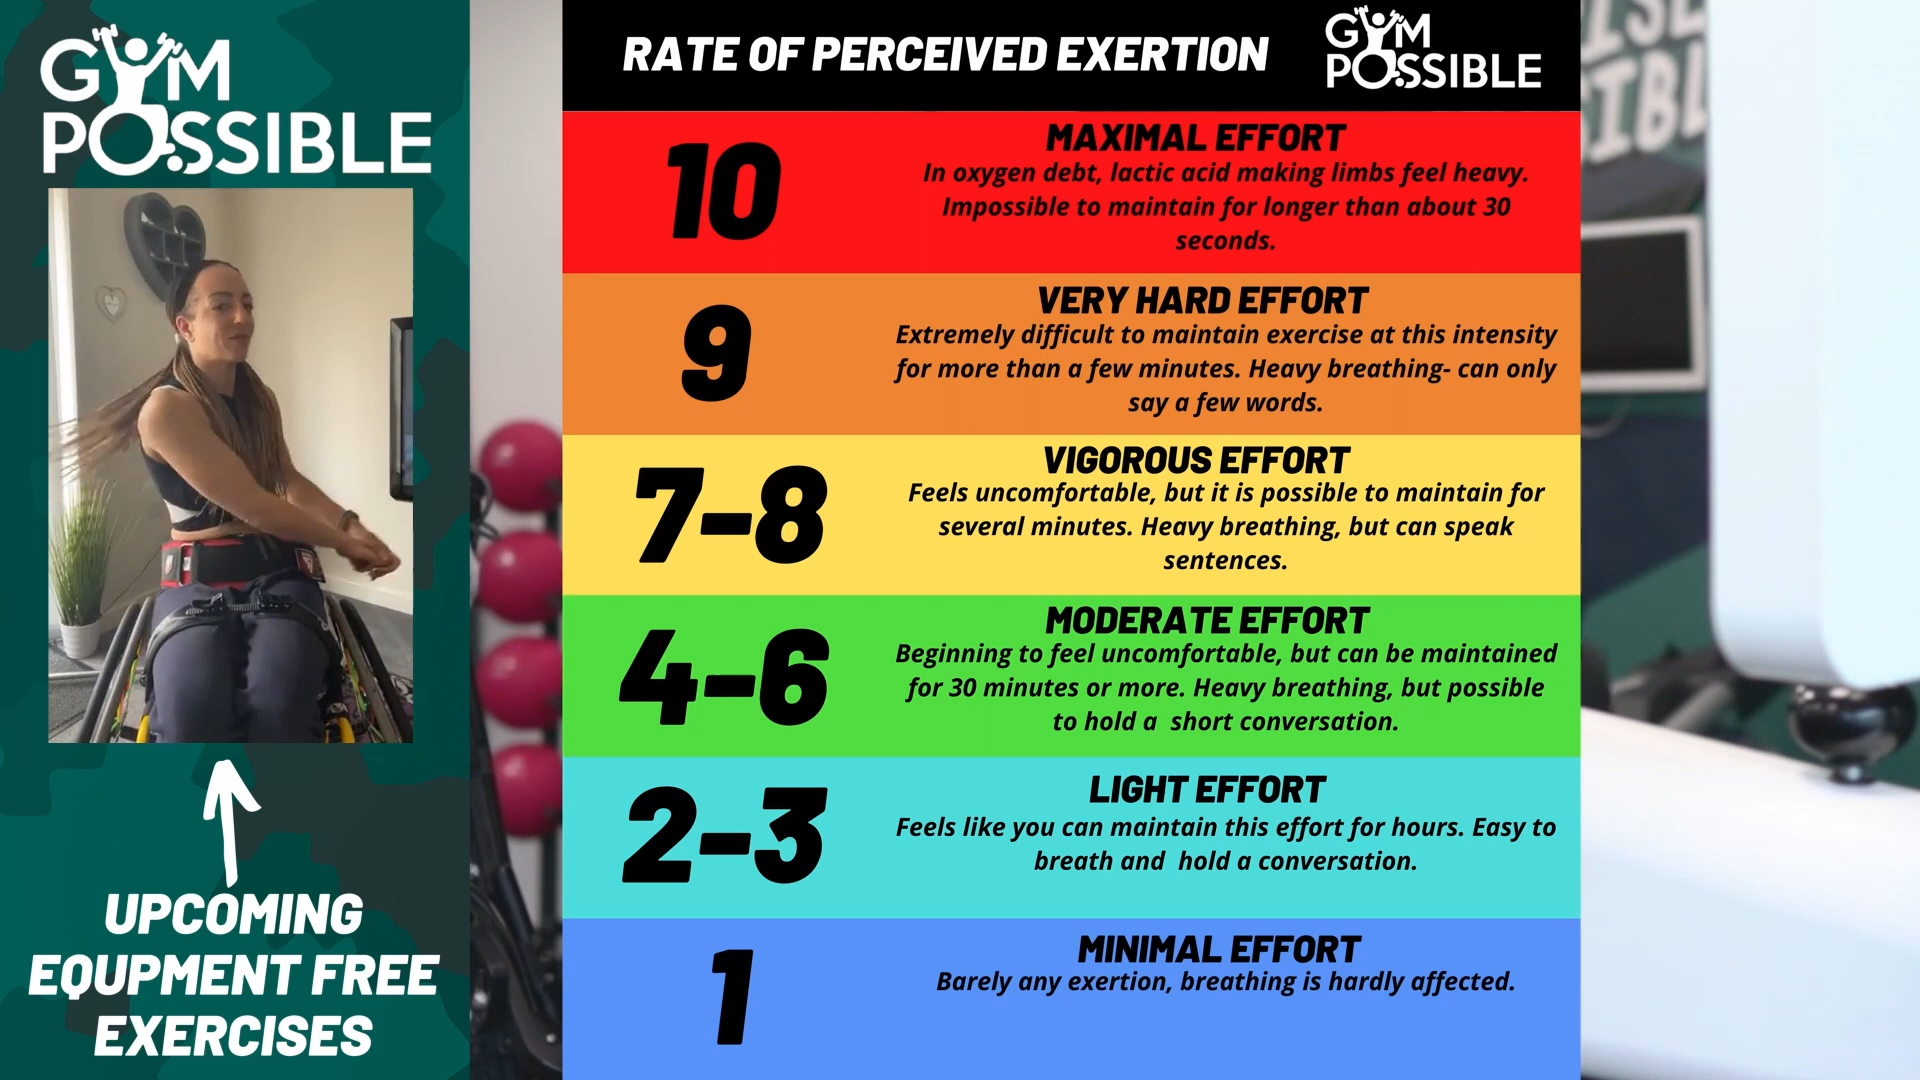 GYM
POSSIBLE
UPCOMING
EQUPMENT FREE
EXERCISES
RATE OF PERCEIVED EXERTION
GYM
POSSIBLE
10
MAXIMAL EFFORT
In oxygen debt, lactic acid making limbs feel heavy.
Impossible to maintain for longer than about 30
seconds.
9
VERY HARD EFFORT
Extremely difficult to maintain exercise at this intensity
for more than a few minutes. Heavy breathing- can only
say a few words.
7-8
VIGOROUS EFFORT
Feels uncomfortable, but it is possible to maintain for
several minutes. Heavy breathing, but can speak
sentences.
4-6
MODERATE EFFORT
Beginning to feel uncomfortable, but can be maintained
for 30 minutes or more. Heavy breathing, but possible
to hold a  short conversation.
2-3
LIGHT EFFORT
Feels like you can maintain this effort for hours. Easy to
breath and  hold a conversation.
1
MINIMAL EFFORT
Barely any exertion, breathing is hardly affected.